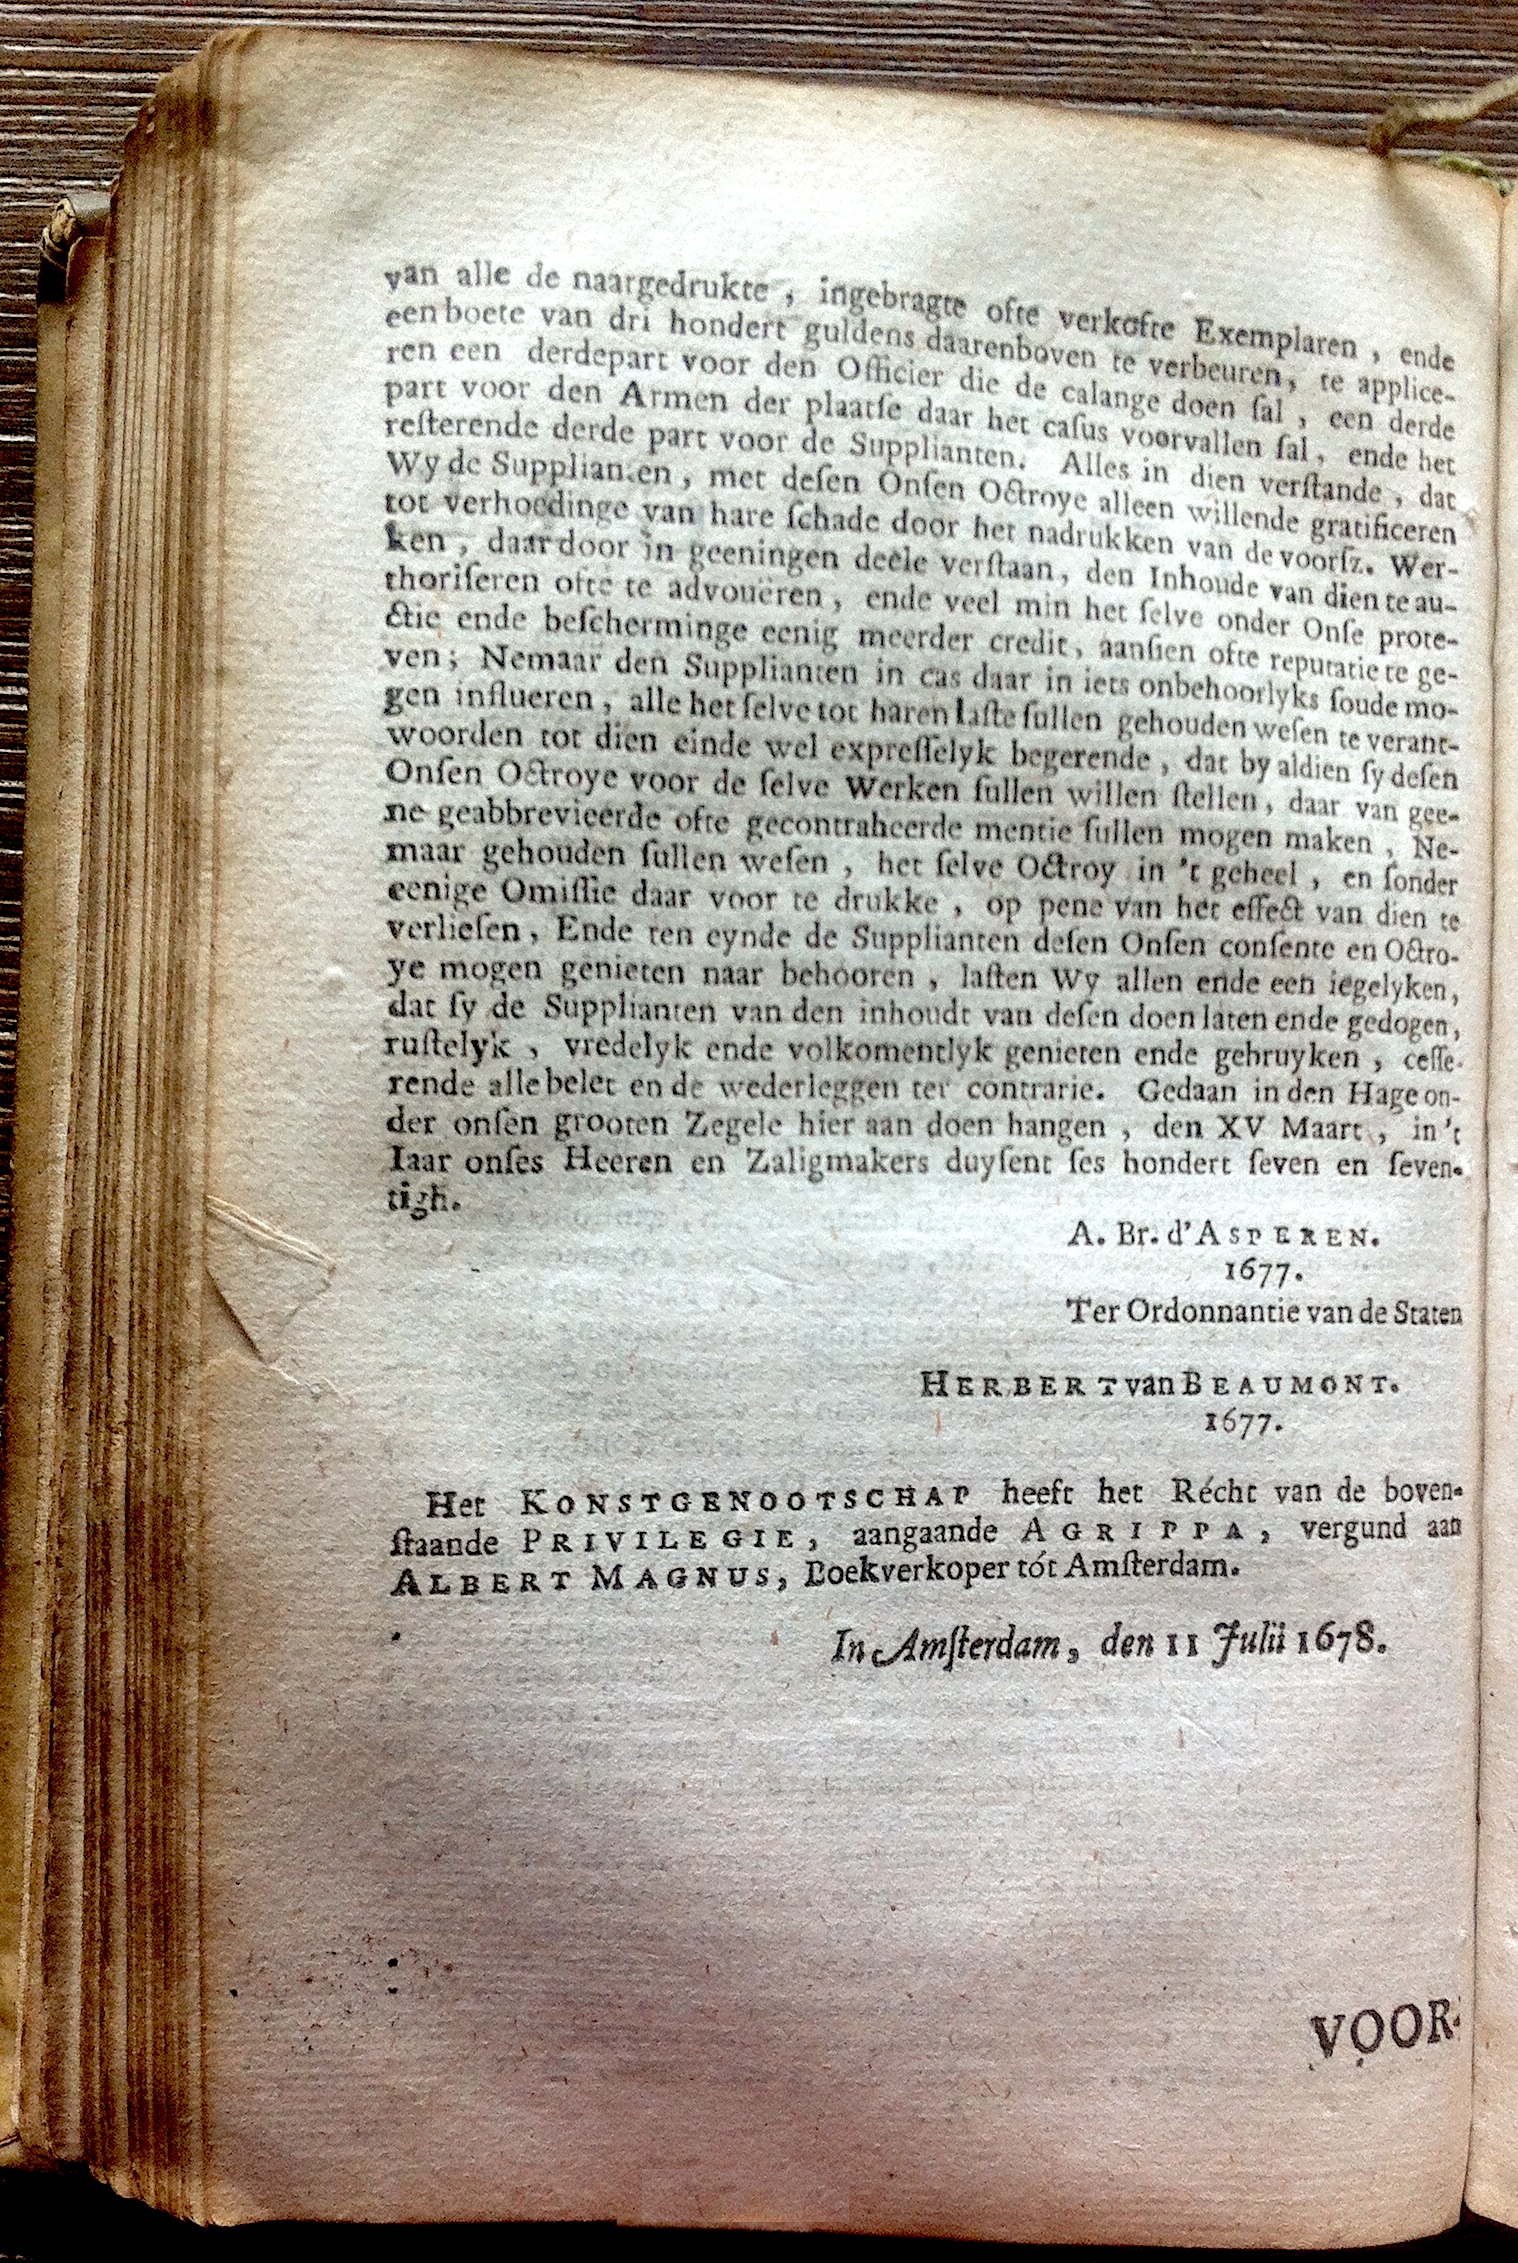 van alle de naargedrukte, ingebragte ofte verkofte Exemplaren, ende
een boete van dri hondert guldens daarenboven te verbeuren, te applice-
ren een derdepart voor den Officier die de calange doen ſal, een derde
part voor den Armen der plaatſe daar het caſus voorvallen ſal, ende het
reſterende derde part voor de Supplianten. Alles in dien verſtande, dat
Wy de Supplianten, met deſen Onſen Octroye alleen willende gratificeren
tot verhoedinge van hare ſchade door het nadrukken van de voorſz. Wer-
ken, daar door in geeningen deele verſtaan, den Inhoude van dien te au-
thoriſeren ofte te advouëren, ende veel min het ſelve onder Onſe prote-
ctie ende beſcherminge eenig meerder credit, aanſien ofte reputatie te ge-
ven; Nemaar den Supplianten in cas daar in iets onbehoorlyks ſoude mo-
gen influeren, alle het ſelve tot haren laſte ſullen gehouden weſen te verant-
woorden tot dien einde wel expreſſelyk begerende, dat by aldien ſy deſen
Onſen Octroye voor de ſelve Werken ſullen willen ſtellen, daar van gee-
ne geabbrevieerde ofte gecontraheerde mentie ſullen mogen maken, Ne-
maar gehouden ſullen weſen, het ſelve Octroy in 't geheel, en ſonder
eenige Omiſſie daar voor te drukke, op pene van het effect van dien te
verlieſen, Ende ten eynde de Supplianten deſen Onſen conſente en Octro-
ye mogen genieten naar behooren, laſten Wy allen ende een iegelyken,
dat ſy de Supplianten van den inhoudt van deſen doen laten ende gedogen,
ruſtelyk, vredelyk ende volkomentlyk genieten ende gebruyken, ceſſe-
rende alle belet en de wederleggen ter contrarie. Gedaan in den Hage on-
der onſen grooten Zegele hier aan doen hangen, den XV Maart, in 't
Iaar onſes Heeren en Zaligmakers duyſent ſes hondert ſeven en ſeven-
tigh.
A. Br. d'ASPEREN.
1677.
Ter Ordonnantie van de Staten
HERBERT van BEAUMONT.
1677.
Het KONSTGENOOTSCHAP heeft het Récht van de boven-
ſtaande PRIVILEGIE, aangaande AGRIPPA, vergund aan
ALBERT MAGNUS, Boekverkoper tót Amſterdam.
In Amſterdam, den 11 Julii 1678.
VOOR-